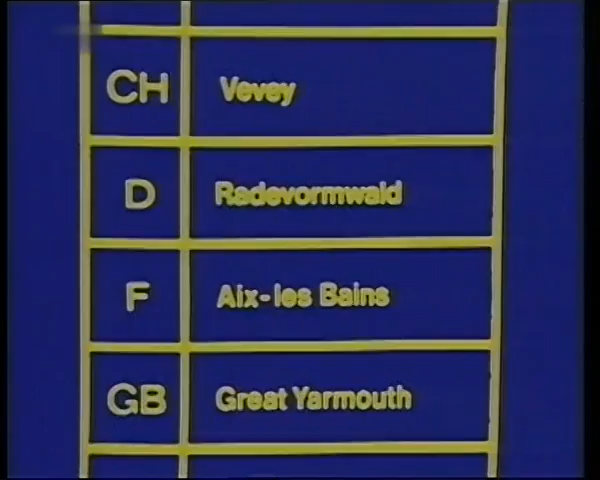 CH Vevey
D Radevormwald
F Aix-les Bains
GB Great Yarmouth